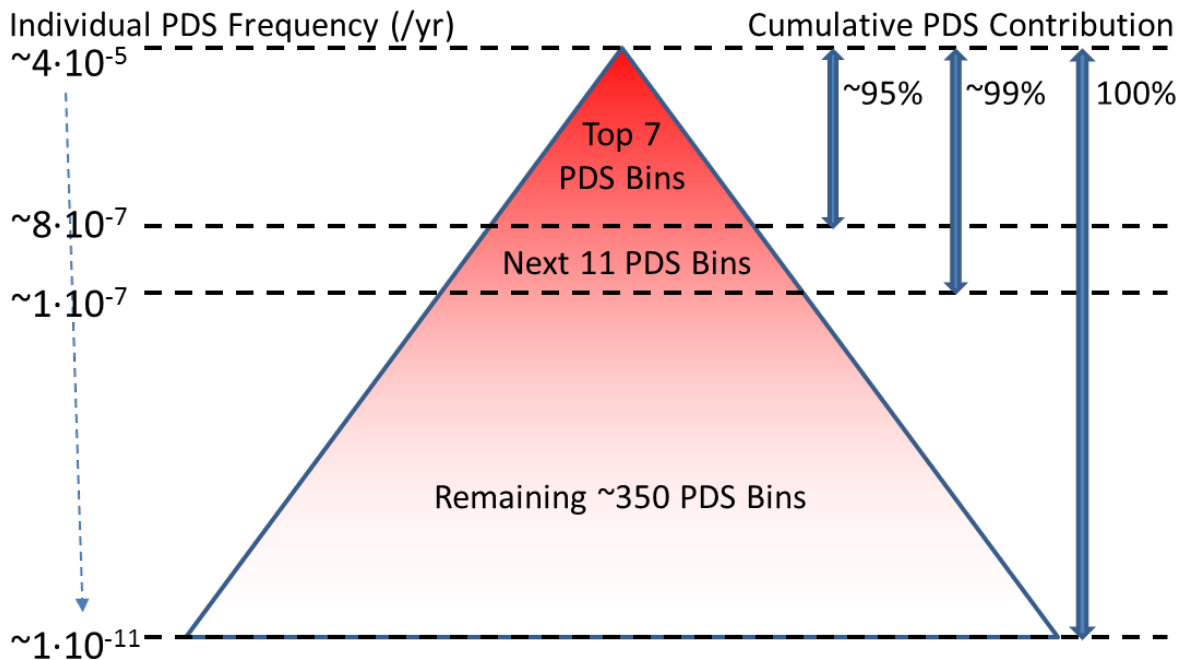 Individual PDS Frequency (/yr)
Cumulative PDS Contribution
~4·10⁻⁵
~95%
~99%
100%
Top 7
PDS Bins
~8·10⁻⁷
Next 11 PDS Bins
~1·10⁻⁷
Remaining ~350 PDS Bins
~1·10⁻¹¹